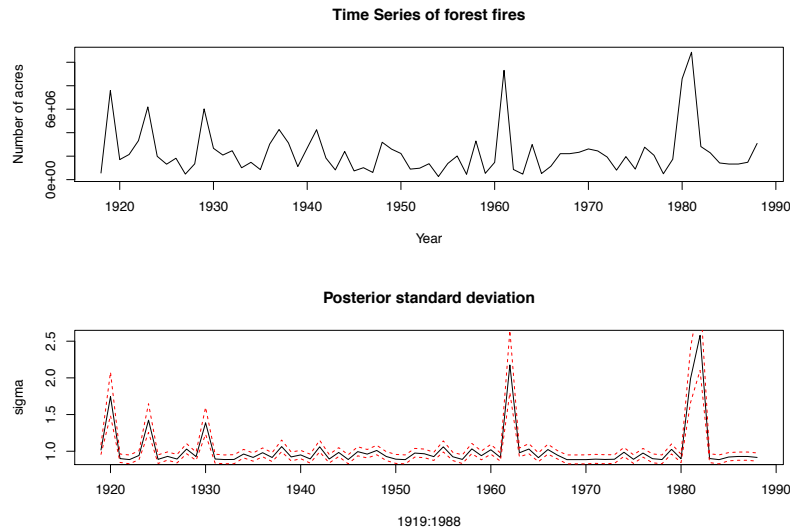 Time Series of forest fires
Number of acres
6e+06
0e+00
1920 1930 1940 1950 1960 1970 1980 1990
Year
Posterior standard deviation
sigma
2.5
2.0
1.5
1.0
1920 1930 1940 1950 1960 1970 1980 1990
1919:1988